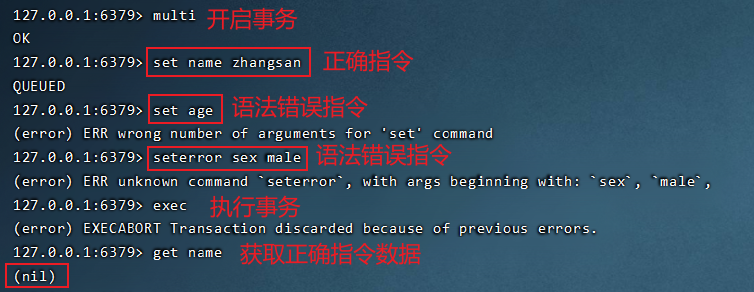 127.0.0.1:6379> multi 开启事务
OK
127.0.0.1:6379> set name zhangsan 正确指令
QUEUED
127.0.0.1:6379> set age 语法错误指令
(error) ERR wrong number of arguments for 'set' command
127.0.0.1:6379> seterror sex male 语法错误指令
(error) ERR unknown command `seterror`, with args beginning with: `sex`, `male`,
127.0.0.1:6379> exec 执行事务
(error) EXECABORT Transaction discarded because of previous errors.
127.0.0.1:6379> get name 获取正确指令数据
(nil)